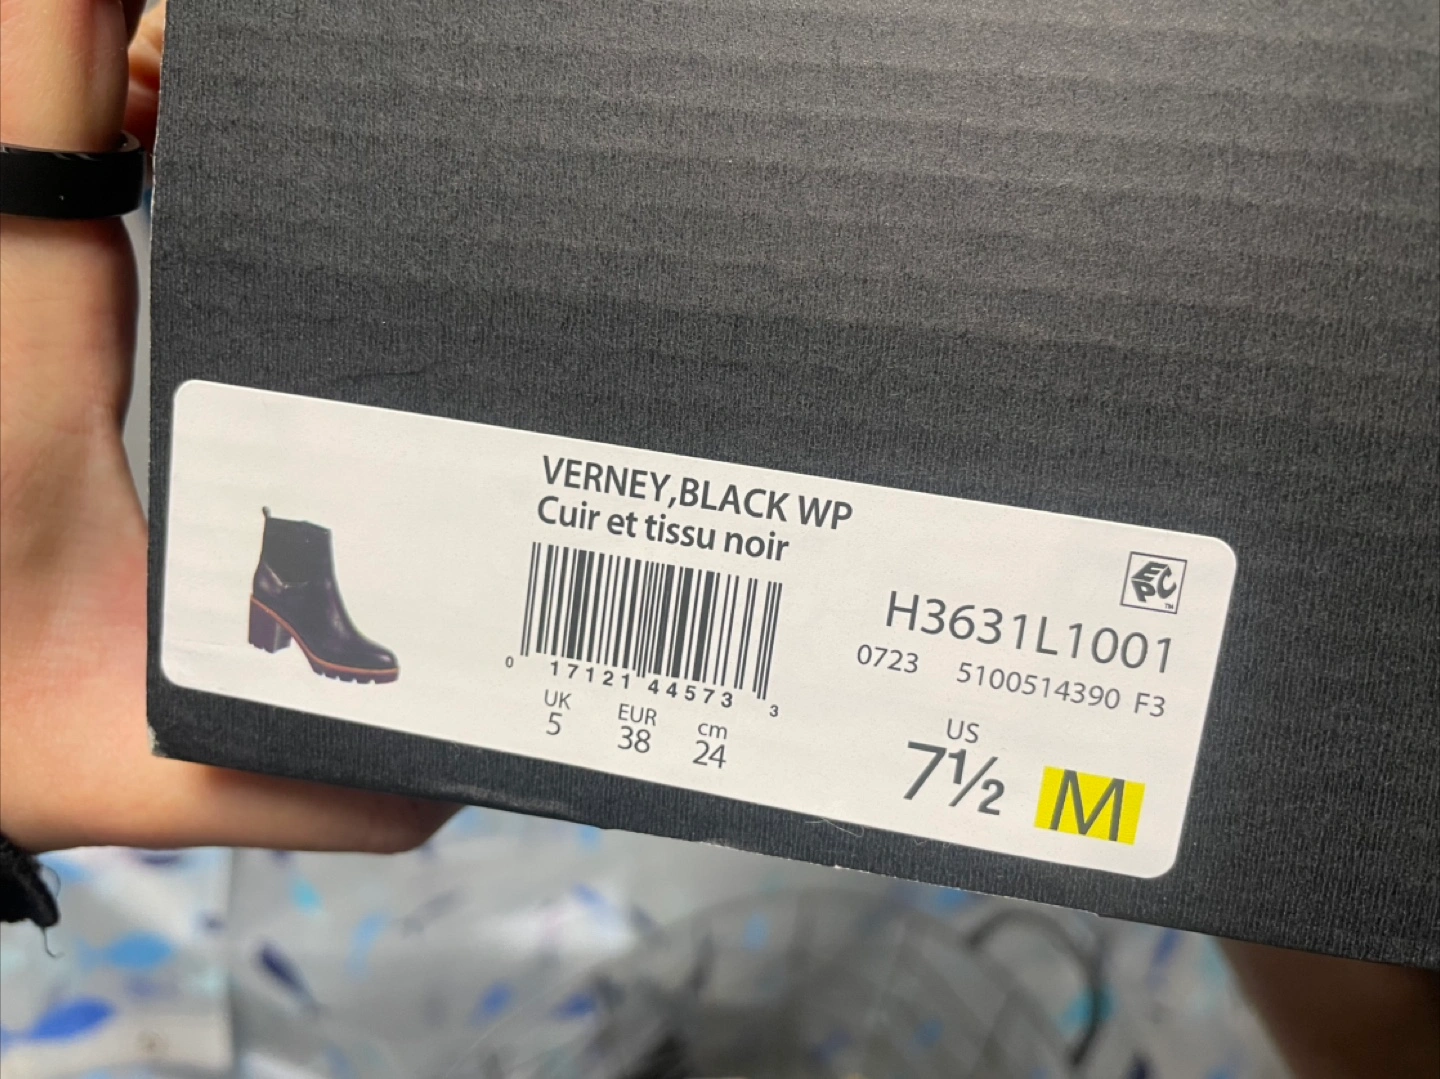 VERNEY,BLACK WP
Cuir et tissu noir
0 17121 44573 3
UK
5
EUR
38
cm
24
ECPC™
H3631L1001
0723 5100514390 F3
US
7½ M